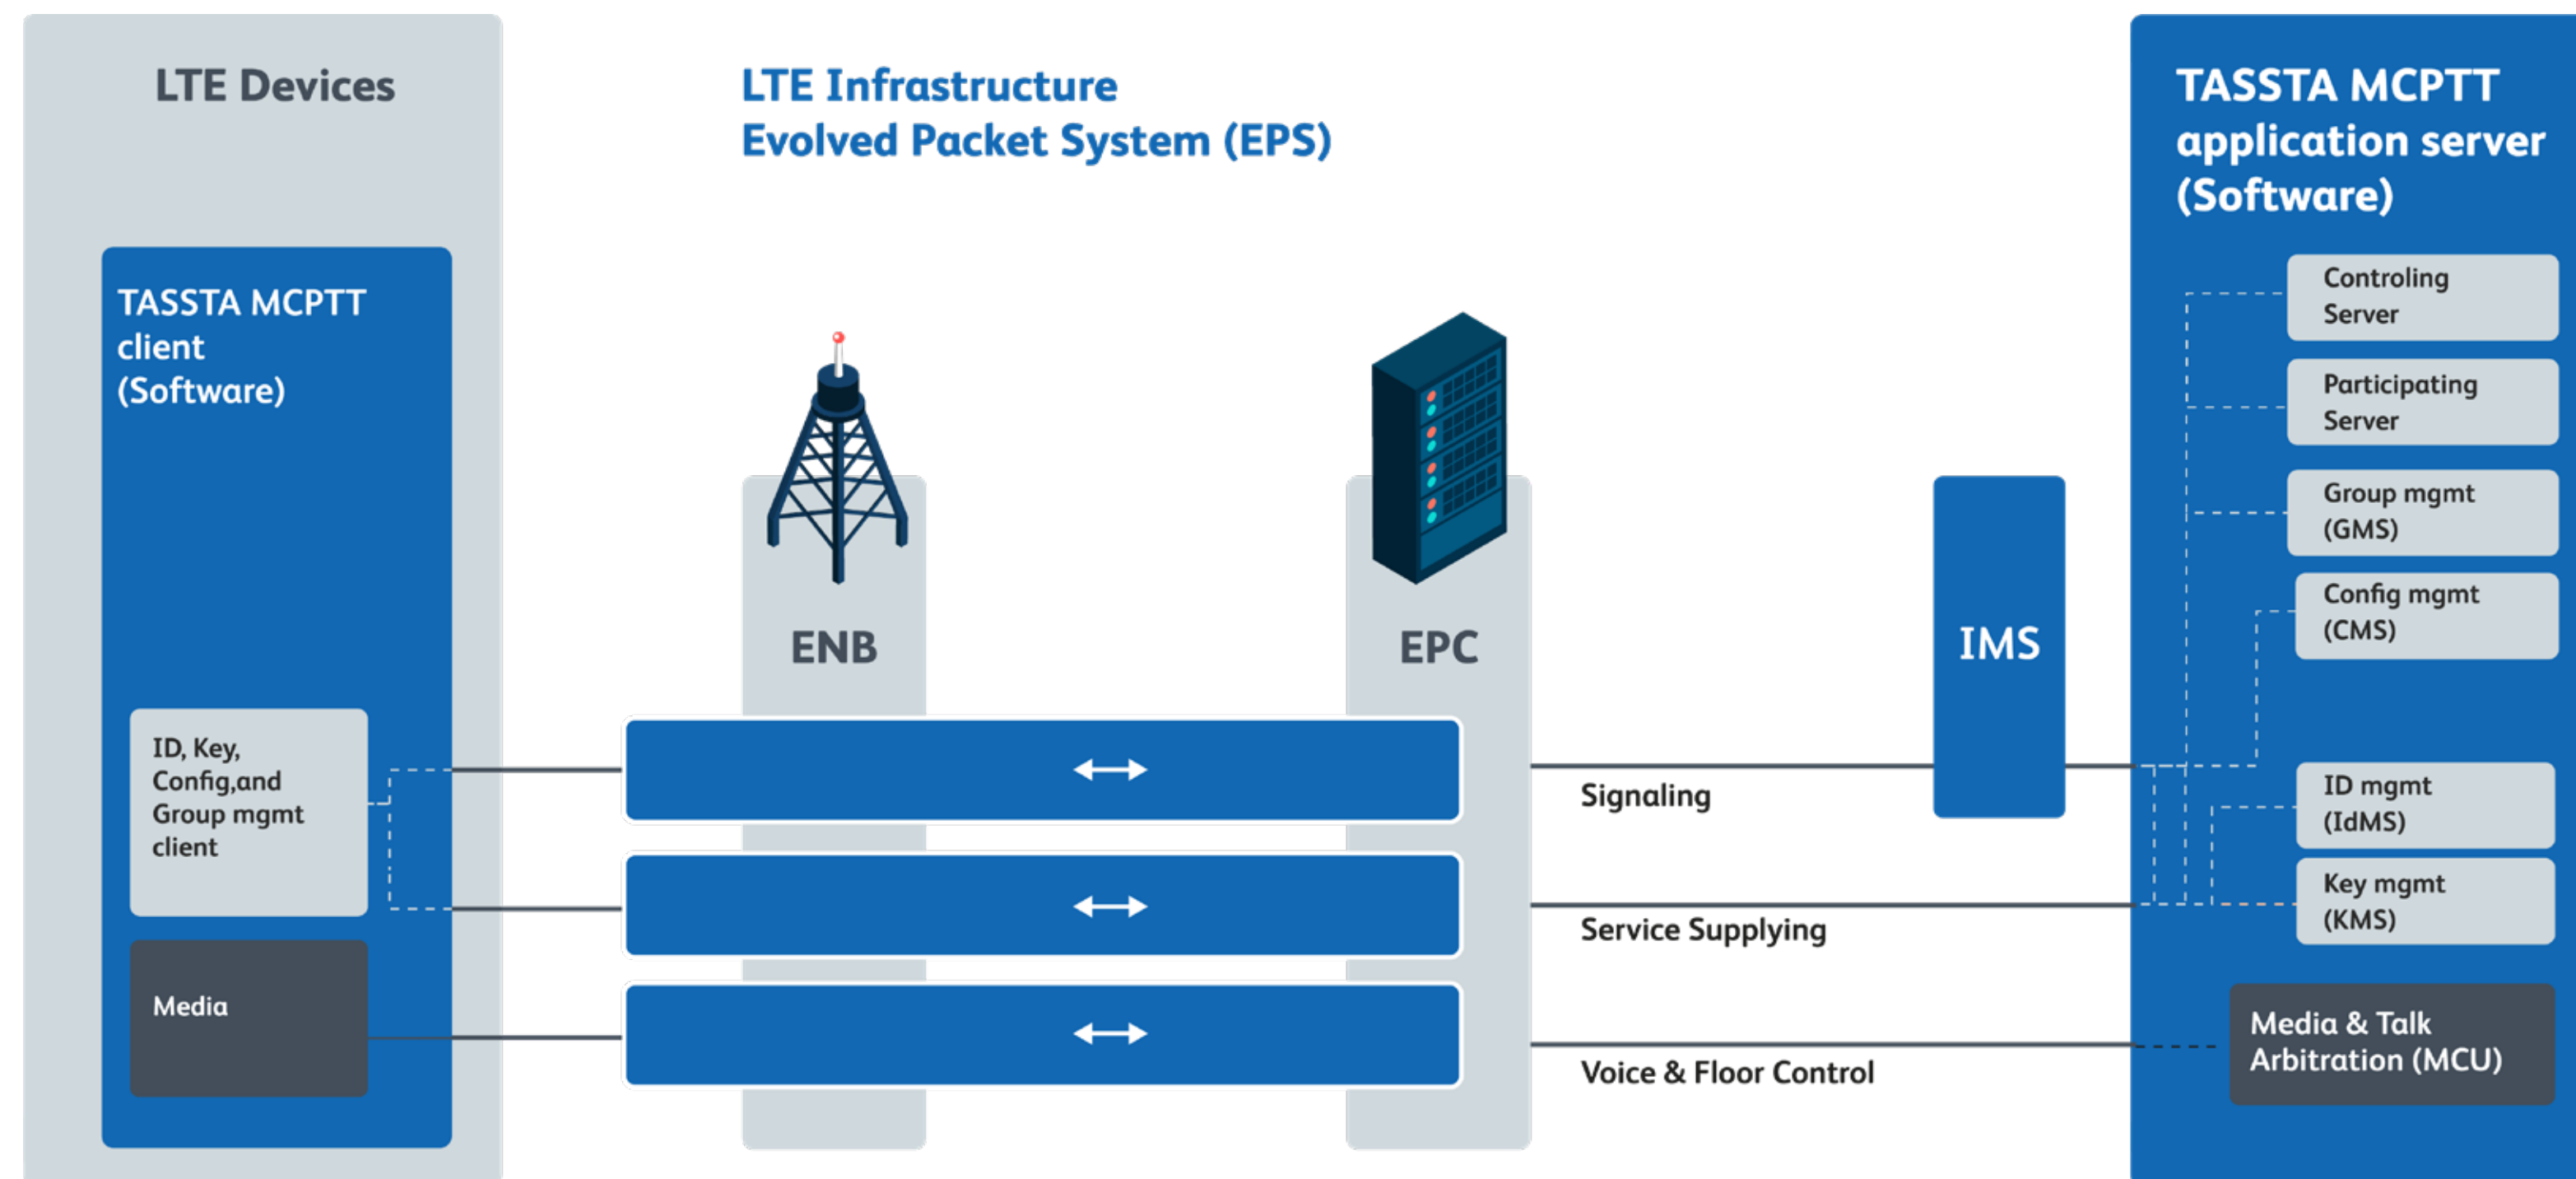 LTE Devices
TASSTA MCPTT
client
(Software)
ID, Key,
Config,and
Group mgmt
client
Media
LTE Infrastructure
Evolved Packet System (EPS)
ENB
EPC
Signaling
Service Supplying
Voice & Floor Control
IMS
TASSTA MCPTT
application server
(Software)
Controling
Server
Participating
Server
Group mgmt
(GMS)
Config mgmt
(CMS)
ID mgmt
(IdMS)
Key mgmt
(KMS)
Media & Talk
Arbitration (MCU)